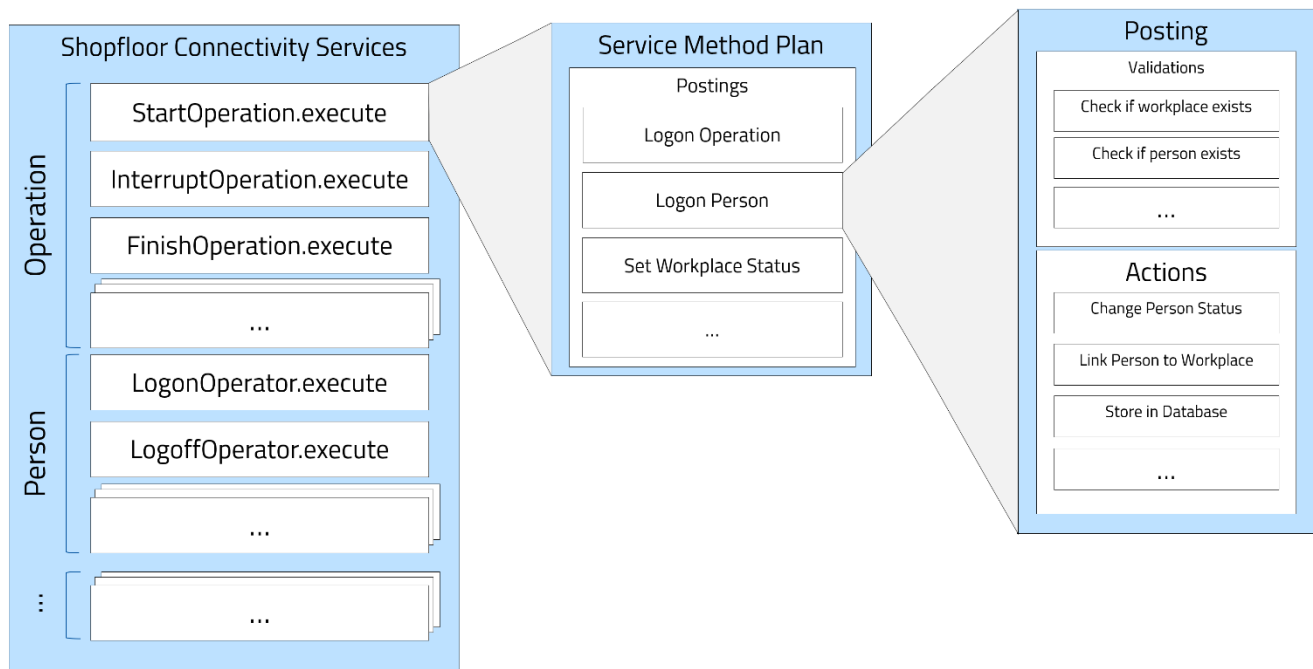 Shopfloor Connectivity Services
Operation
StartOperation.execute
InterruptOperation.execute
FinishOperation.execute
...
Person
LogonOperator.execute
LogoffOperator.execute
...
...
...
Service Method Plan
Postings
Logon Operation
Logon Person
Set Workplace Status
...
Posting
Validations
Check if workplace exists
Check if person exists
...
Actions
Change Person Status
Link Person to Workplace
Store in Database
...